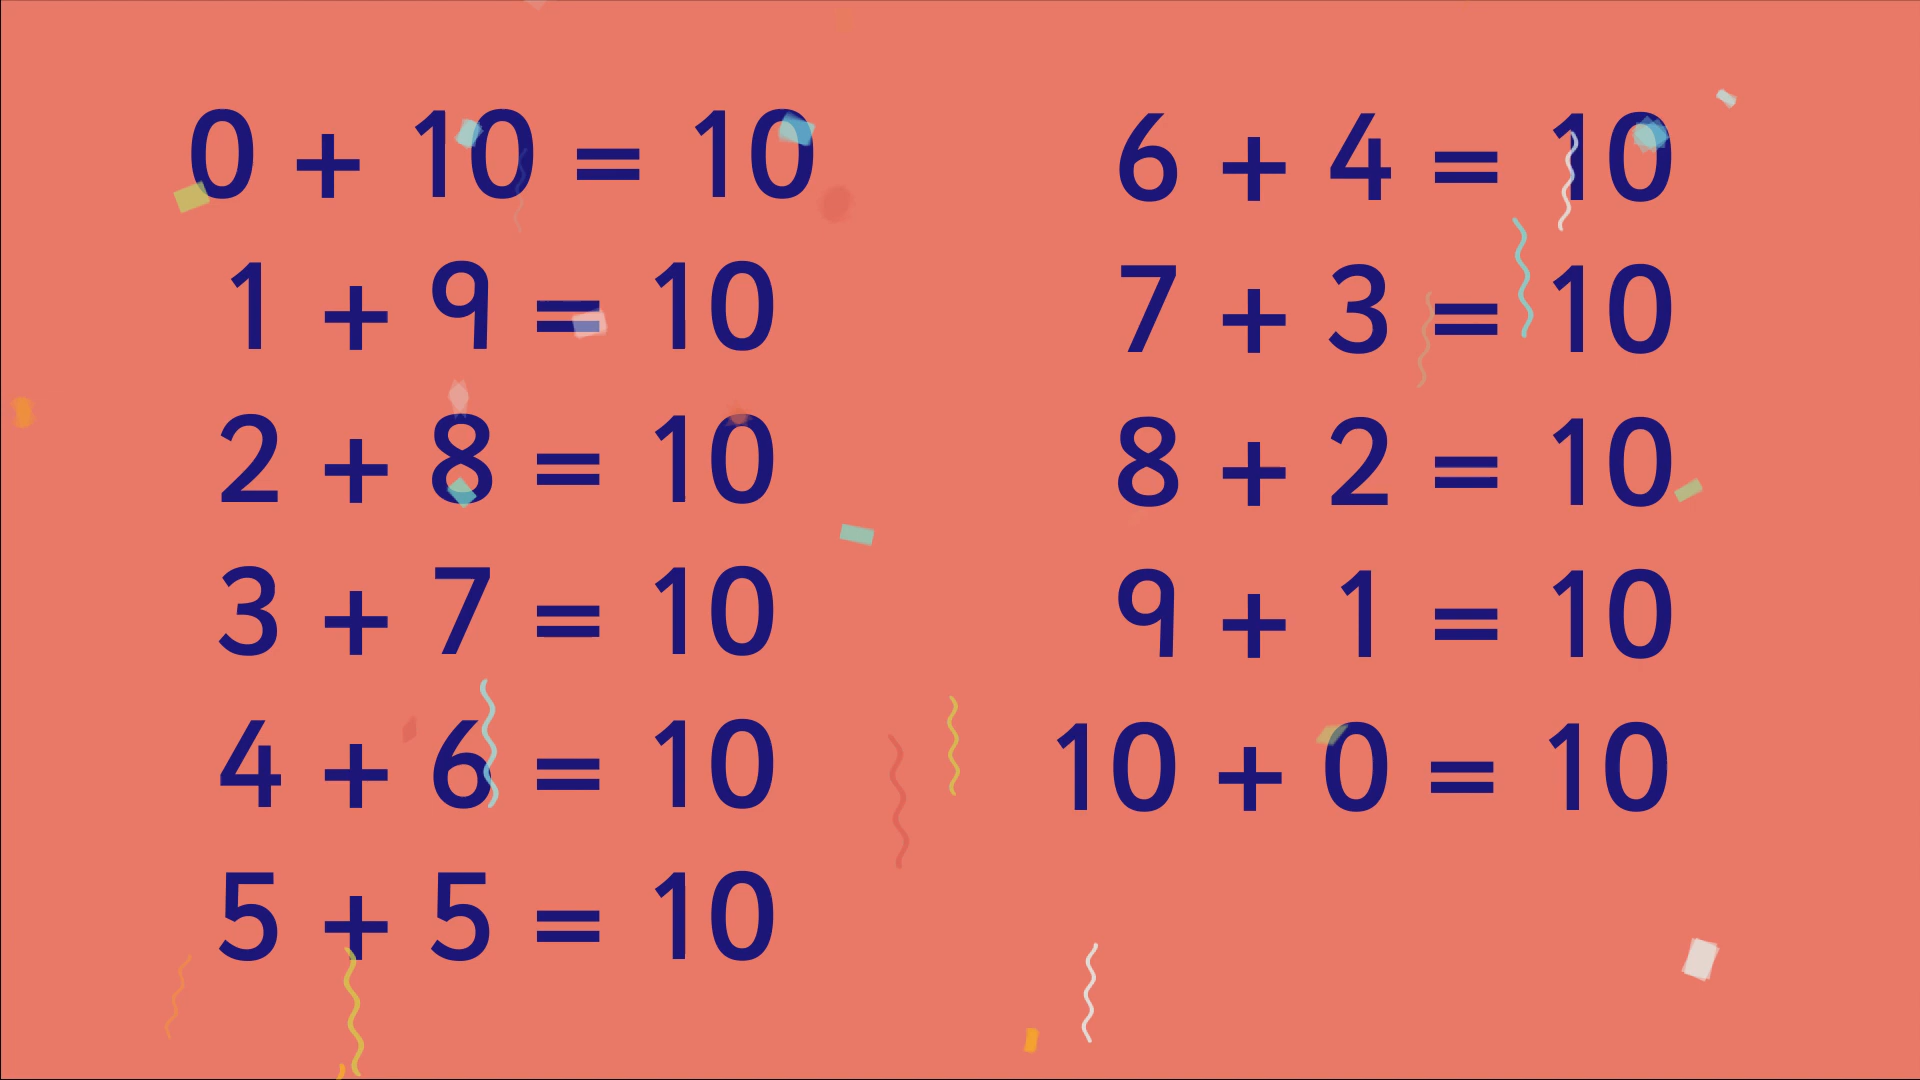 0 + 10 = 10
1 + 9 = 10
2 + 8 = 10
3 + 7 = 10
4 + 6 = 10
5 + 5 = 10
6 + 4 = 10
7 + 3 = 10
8 + 2 = 10
9 + 1 = 10
10 + 0 = 10